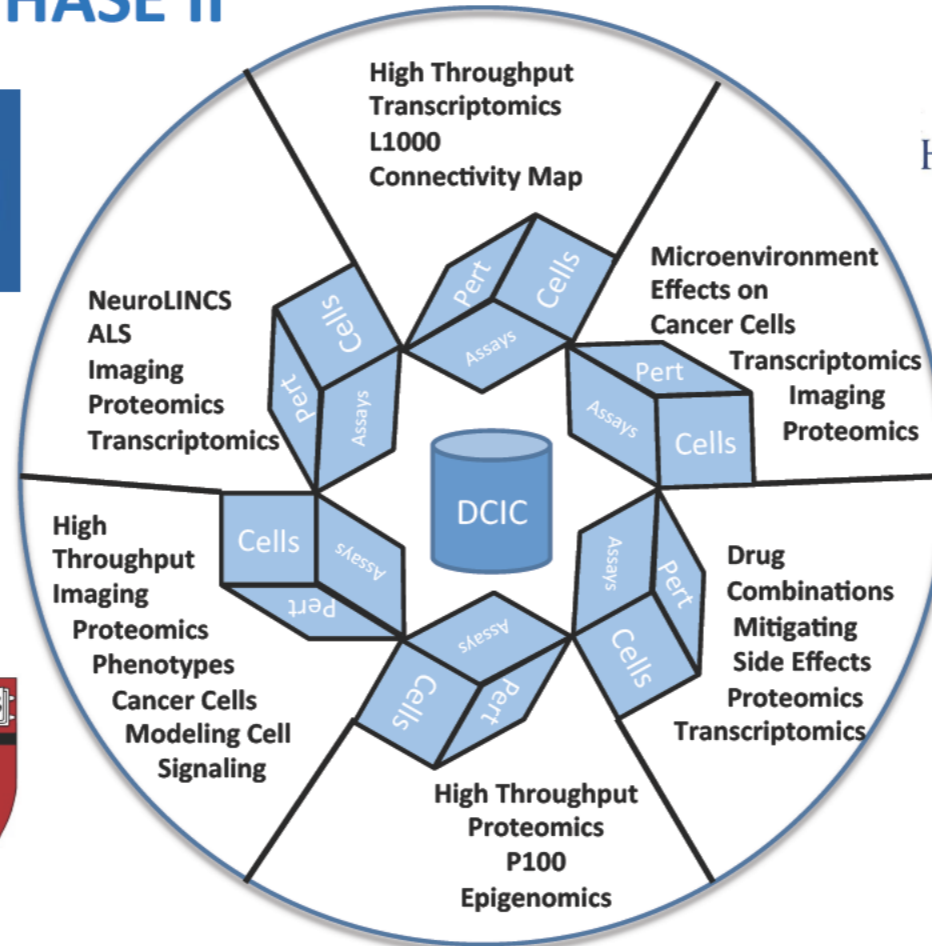 HASE II
High Throughput
Transcriptomics
L1000
Connectivity Map
H
Microenvironment
Effects on
Cancer Cells
Transcriptomics
Imaging
Proteomics
NeuroLINCS
ALS
Imaging
Proteomics
Transcriptomics
Pert
Cells
Assays
Cells
Pert
Assays
Pert
Assays
Cells
DCIC
Cells
Assays
Pert
Assays
Pert
Cells
Assays
Cells
Pert
High
Throughput
Imaging
Proteomics
Phenotypes
Cancer Cells
Modeling Cell
Signaling
Drug
Combinations
Mitigating
Side Effects
Proteomics
Transcriptomics
High Throughput
Proteomics
P100
Epigenomics